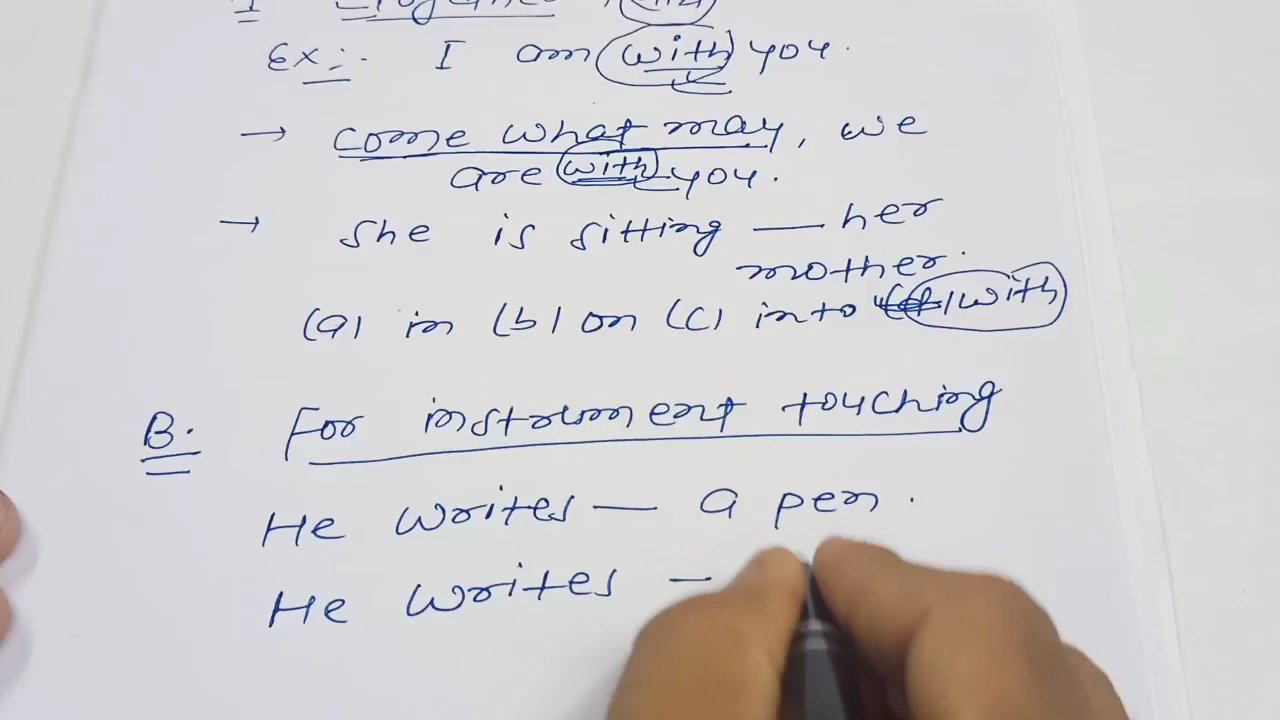 Ex:- I am with you.
→ come what may, we
are with you.
→ She is sitting — her
mother.
(a) in (b) on (c) into with
B. For instrument touching
He writes — a pen.
He writes —